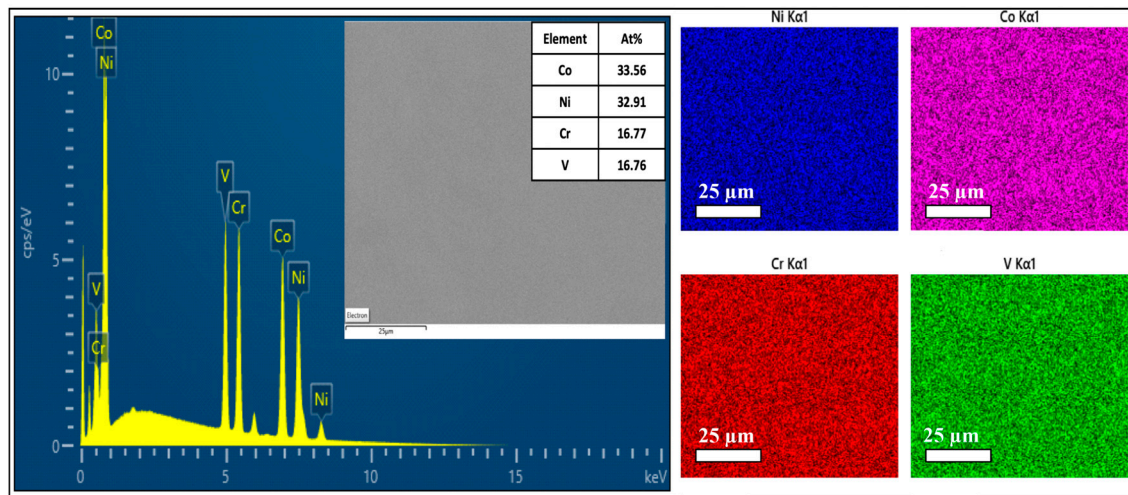 Co
Ni
V
Cr
V
Cr
Co
Ni
Ni
cps/eV
10
5
0
0
5
10
15
keV
Element At%
Co 33.56
Ni 32.91
Cr 16.77
V 16.76
Electron
25μm
Ni Kα1
25 μm
Co Kα1
25 μm
Cr Kα1
25 μm
V Kα1
25 μm